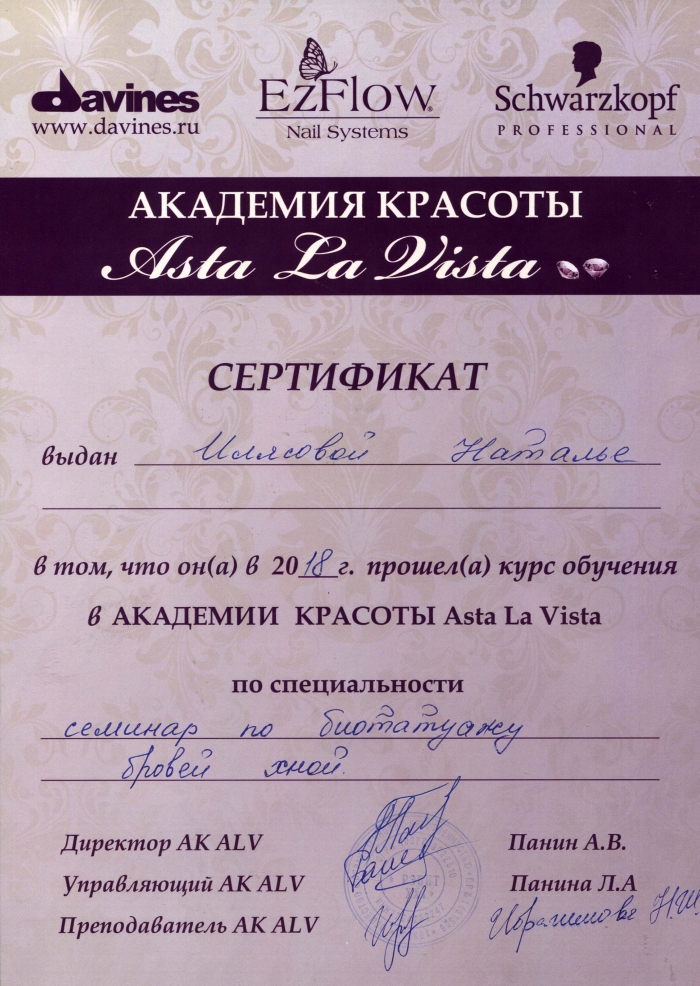 davines
www.davines.ru
EzFlow®
Nail Systems
Schwarzkopf
PROFESSIONAL
АКАДЕМИЯ КРАСОТЫ
Asta La Vista
СЕРТИФИКАТ
выдан Илясовой Наталье
в том, что он(а) в 2018 г. прошел(а) курс обучения
в АКАДЕМИИ КРАСОТЫ Asta La Vista
по специальности
семинар по биотатуажу
бровей хной.
Директор АК ALV Панин А.В.
Управляющий АК ALV Панина Л.А
Преподаватель АК ALV Н.Ш